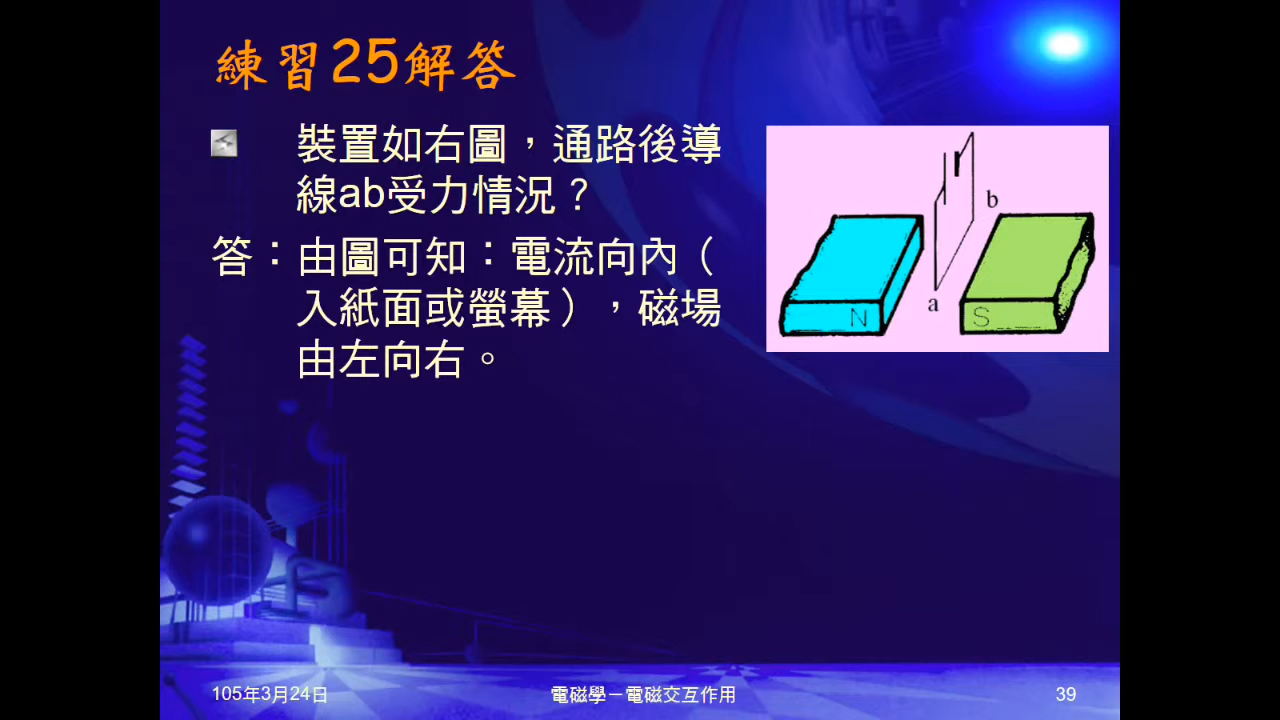 練習25解答
裝置如右圖，通路後導
線ab受力情況？
答：由圖可知：電流向內（
入紙面或螢幕），磁場
由左向右。
b
a
N
S
105年3月24日
電磁學－電磁交互作用
39